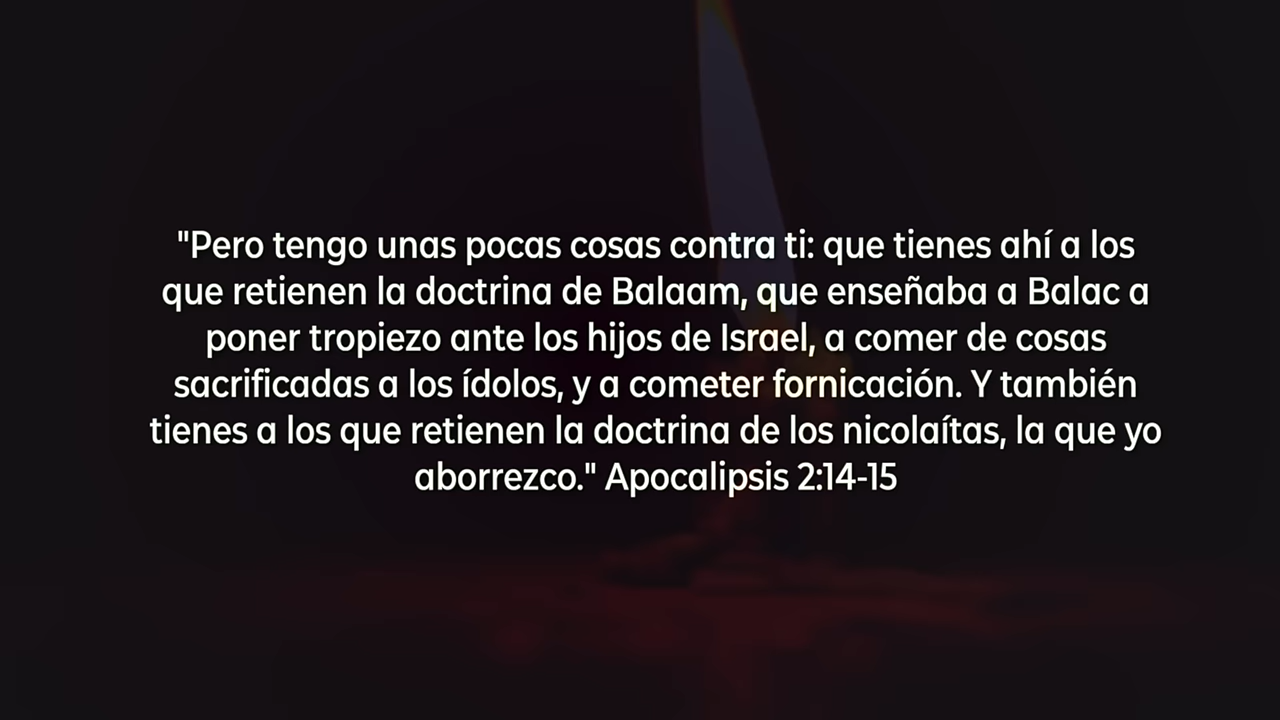 "Pero tengo unas pocas cosas contra ti: que tienes ahí a los
que retienen la doctrina de Balaam, que enseñaba a Balac a
poner tropiezo ante los hijos de Israel, a comer de cosas
sacrificadas a los ídolos, y a cometer fornicación. Y también
tienes a los que retienen la doctrina de los nicolaítas, la que yo
aborrezco." Apocalipsis 2:14-15